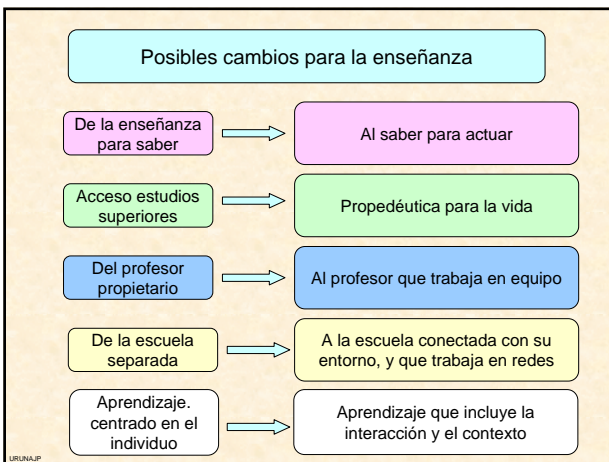 Posibles cambios para la enseñanza
De la enseñanza
para saber
Al saber para actuar
Acceso estudios
superiores
Propedéutica para la vida
Del profesor
propietario
Al profesor que trabaja en equipo
De la escuela
separada
A la escuela conectada con su
entorno, y que trabaja en redes
Aprendizaje.
centrado en el
individuo
Aprendizaje que incluye la
interacción y el contexto
URUNAJP